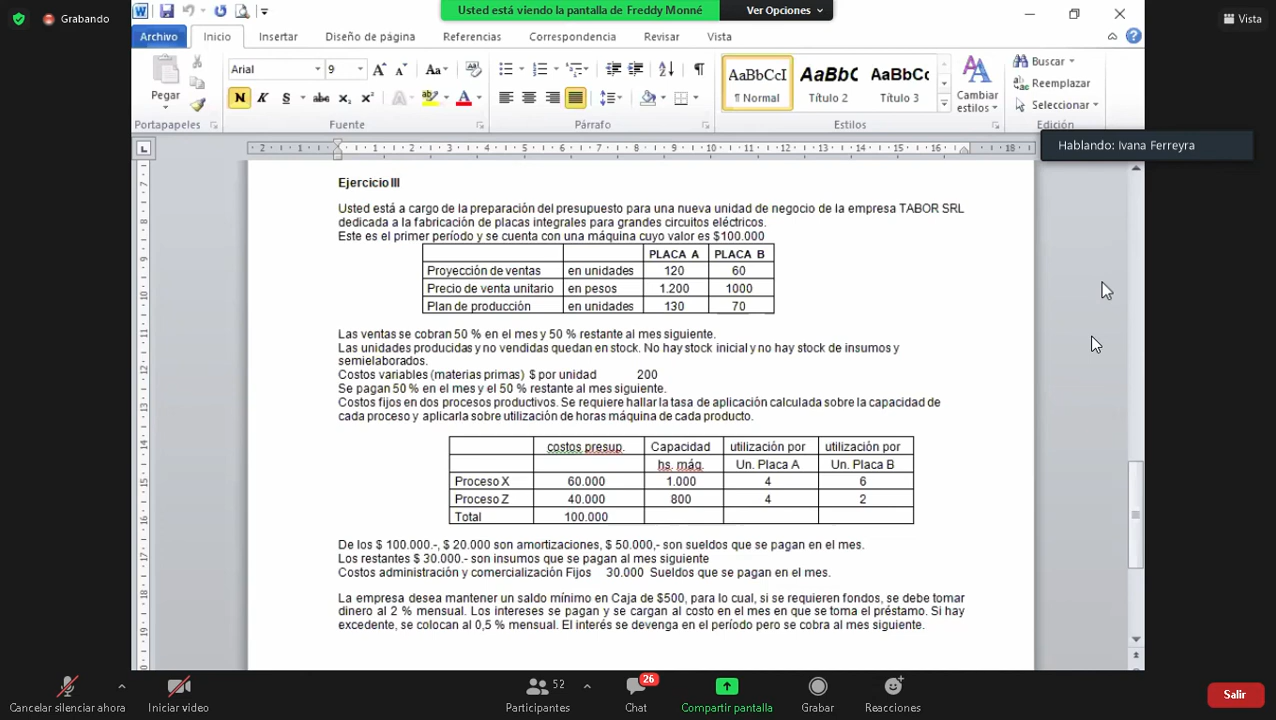 Grabando
Usted está viendo la pantalla de Freddy Monné
Ver Opciones
Vista
Archivo
Inicio
Insertar
Diseño de página
Referencias
Correspondencia
Revisar
Vista
Pegar
Portapapeles
Arial
9
Aa
N K S abc x₂ x²
Fuente
Párrafo
AaBbCcI
AaBbC
AaBbCc
¶ Normal
Título 2
Título 3
Cambiar
estilos
Estilos
Buscar
Reemplazar
Seleccionar
Edición
Hablando: Ivana Ferreyra
Ejercicio III
Usted está a cargo de la preparación del presupuesto para una nueva unidad de negocio de la empresa TABOR SRL
dedicada a la fabricación de placas integrales para grandes circuitos eléctricos.
Este es el primer período y se cuenta con una máquina cuyo valor es $100.000
PLACA A PLACA B
Proyección de ventas en unidades 120 60
Precio de venta unitario en pesos 1.200 1000
Plan de producción en unidades 130 70
Las ventas se cobran 50 % en el mes y 50 % restante al mes siguiente.
Las unidades producidas y no vendidas quedan en stock. No hay stock inicial y no hay stock de insumos y
semielaborados.
Costos variables (materias primas) $ por unidad 200
Se pagan 50 % en el mes y el 50 % restante al mes siguiente.
Costos fijos en dos procesos productivos. Se requiere hallar la tasa de aplicación calculada sobre la capacidad de
cada proceso y aplicarla sobre utilización de horas máquina de cada producto.
costos presup. Capacidad utilización por utilización por
hs. máq. Un. Placa A Un. Placa B
Proceso X 60.000 1.000 4 6
Proceso Z 40.000 800 4 2
Total 100.000
De los $ 100.000.-, $ 20.000 son amortizaciones, $ 50.000,- son sueldos que se pagan en el mes.
Los restantes $ 30.000.- son insumos que se pagan al mes siguiente
Costos administración y comercialización Fijos 30.000 Sueldos que se pagan en el mes.
La empresa desea mantener un saldo mínimo en Caja de $500, para lo cual, si se requieren fondos, se debe tomar
dinero al 2 % mensual. Los intereses se pagan y se cargan al costo en el mes en que se toma el préstamo. Si hay
excedente, se colocan al 0,5 % mensual. El interés se devenga en el período pero se cobra al mes siguiente.
Cancelar silenciar ahora
Iniciar video
52
Participantes
26
Chat
Compartir pantalla
Grabar
Reacciones
Salir